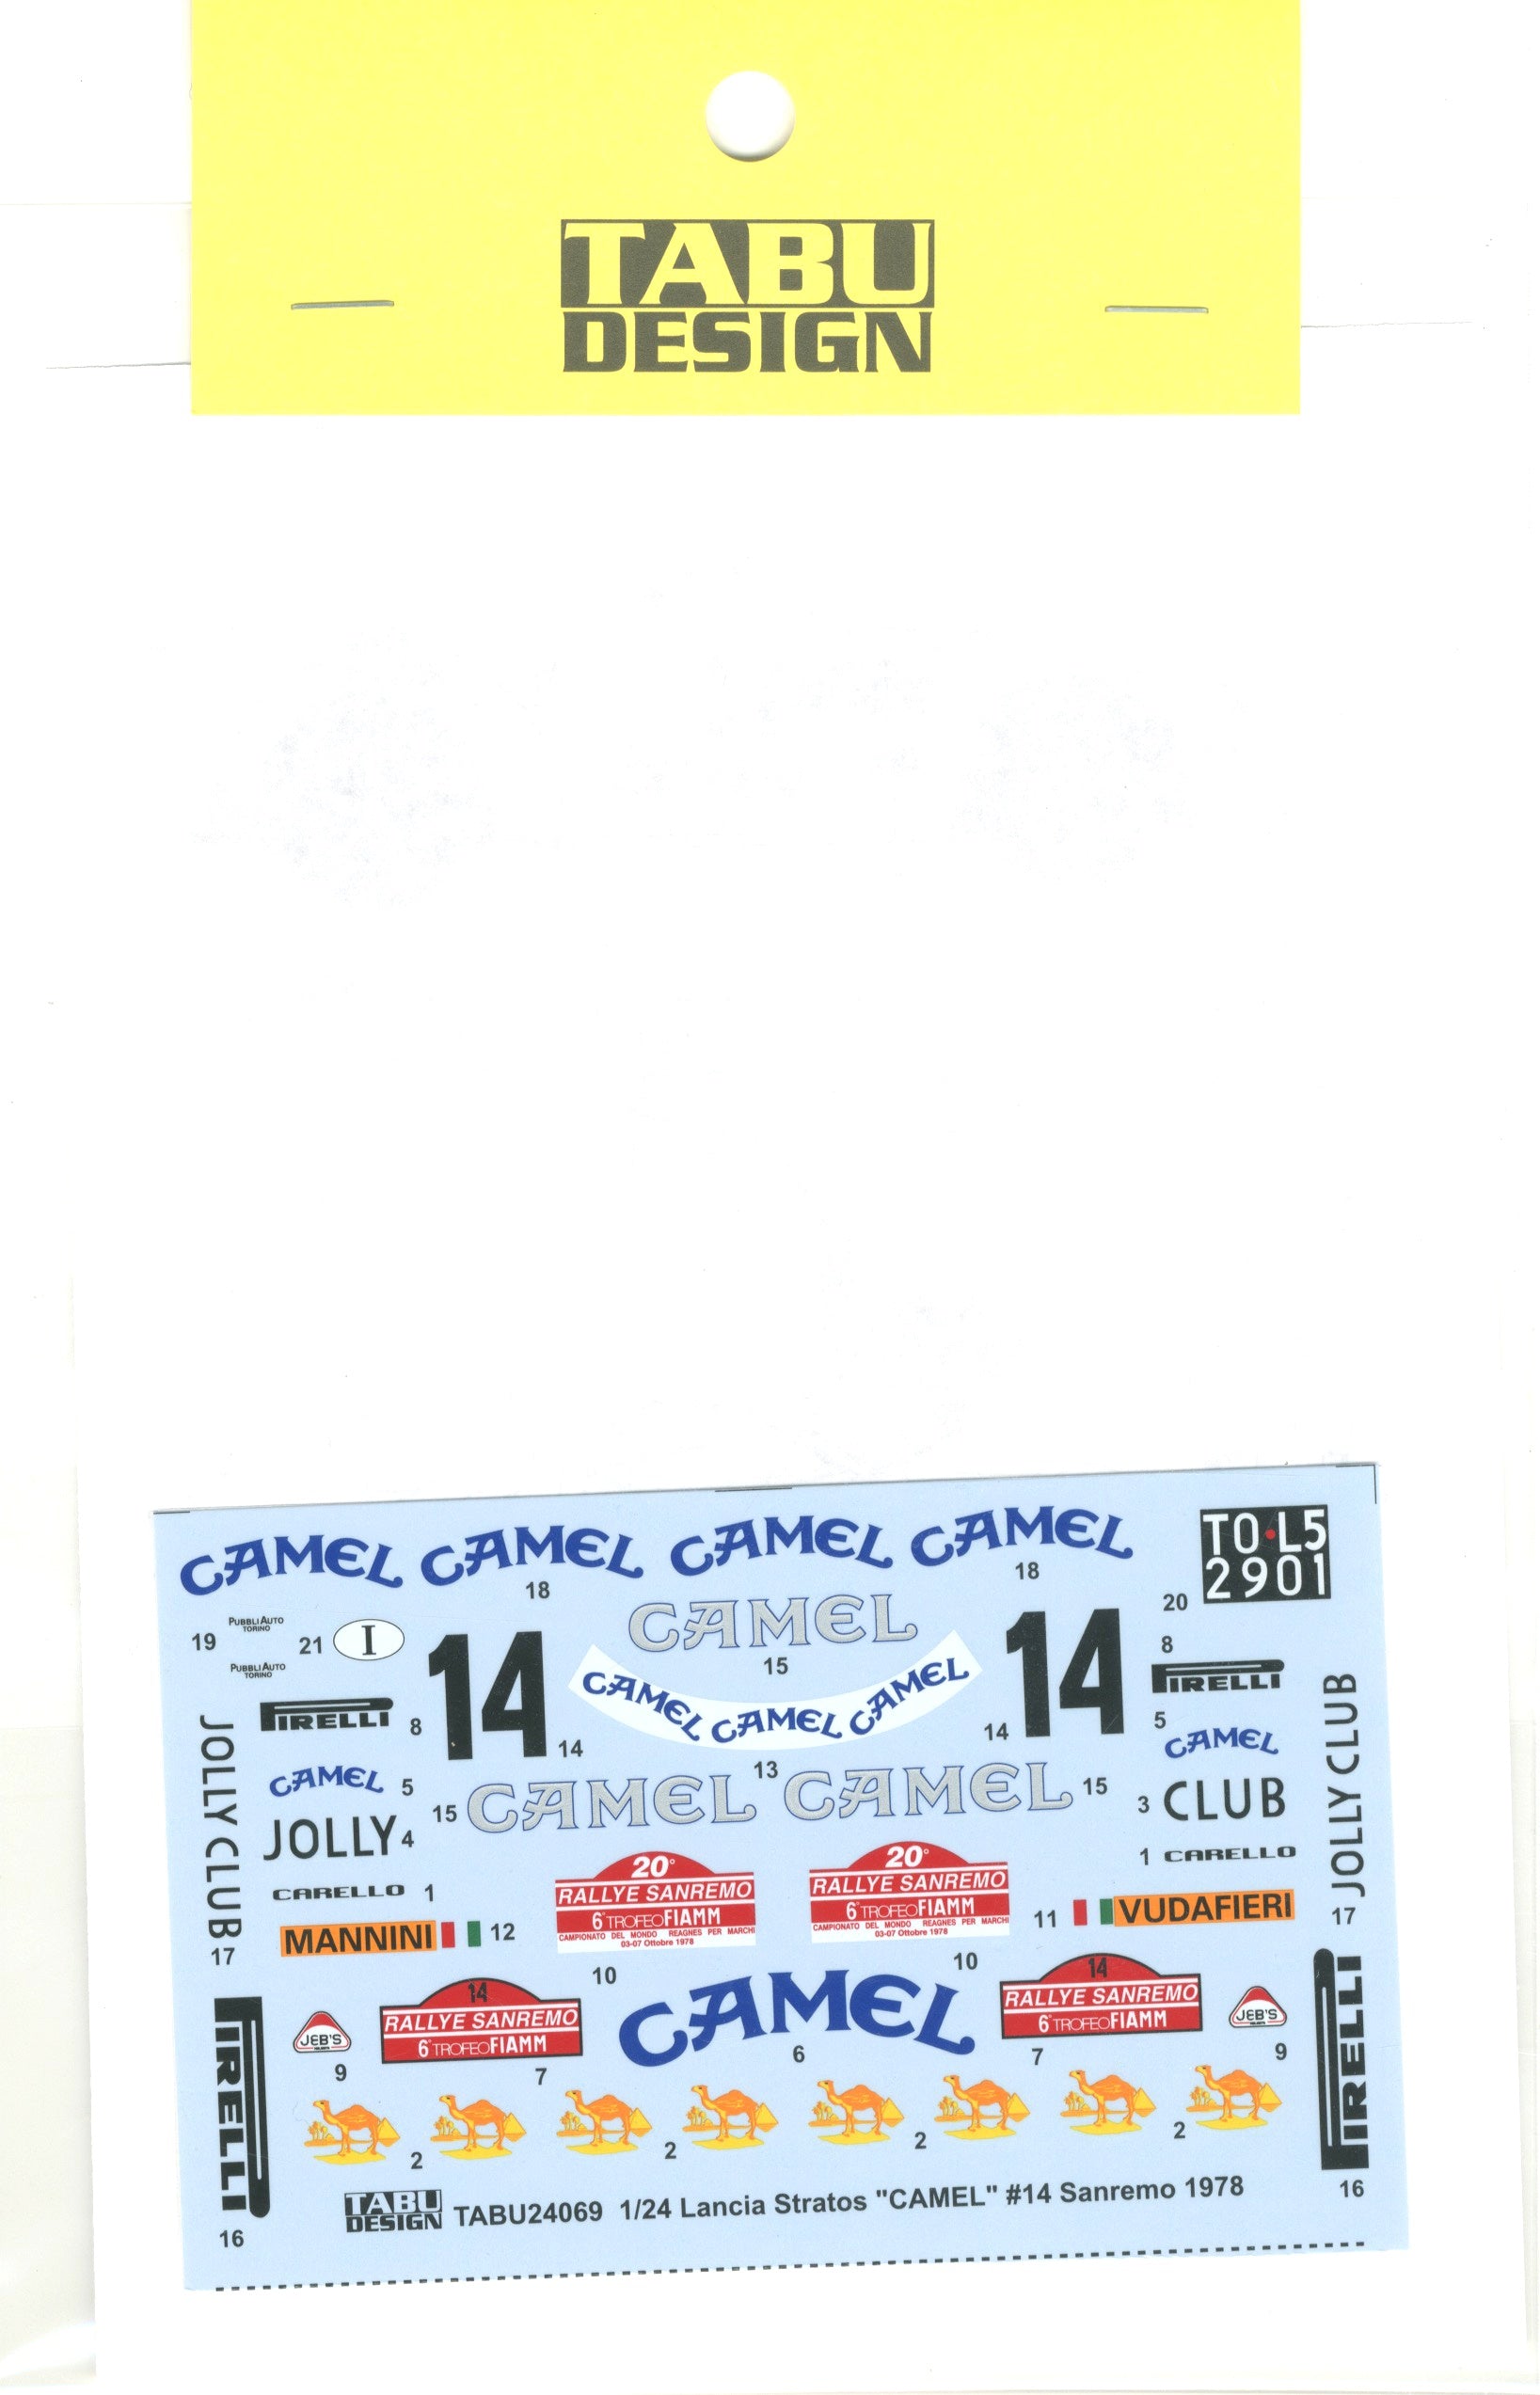 TABU
DESIGN
CAMEL CAMEL CAMEL CAMEL
18 18
TO·L5
2901
20
CAMEL
15
19
PUBBLIAUTO
TORINO
PUBBLIAUTO
TORINO
21 I
14
14
CAMEL CAMEL CAMEL
13
14
14
8
PIRELLI
PIRELLI 8
5
CAMEL
CAMEL 5
JOLLY CLUB
17
JOLLY 4
15 CAMEL CAMEL 15
3 CLUB
JOLLY CLUB
17
CARELLO 1
1 CARELLO
MANNINI 12
20°
RALLYE SANREMO
6° TROFEO FIAMM
CAMPIONATO DEL MONDO REAGNES PER MARCHI
03-07 Ottobre 1978
10
20°
RALLYE SANREMO
6° TROFEO FIAMM
CAMPIONATO DEL MONDO REAGNES PER MARCHI
03-07 Ottobre 1978
10
11 VUDAFIERI
PIRELLI
16
JEB'S
9
14
RALLYE SANREMO
6° TROFEO FIAMM
7
CAMEL
6
14
RALLYE SANREMO
6° TROFEO FIAMM
7
JEB'S
9
PIRELLI
16
2 2 2 2
TABU
DESIGN TABU24069 1/24 Lancia Stratos "CAMEL" #14 Sanremo 1978